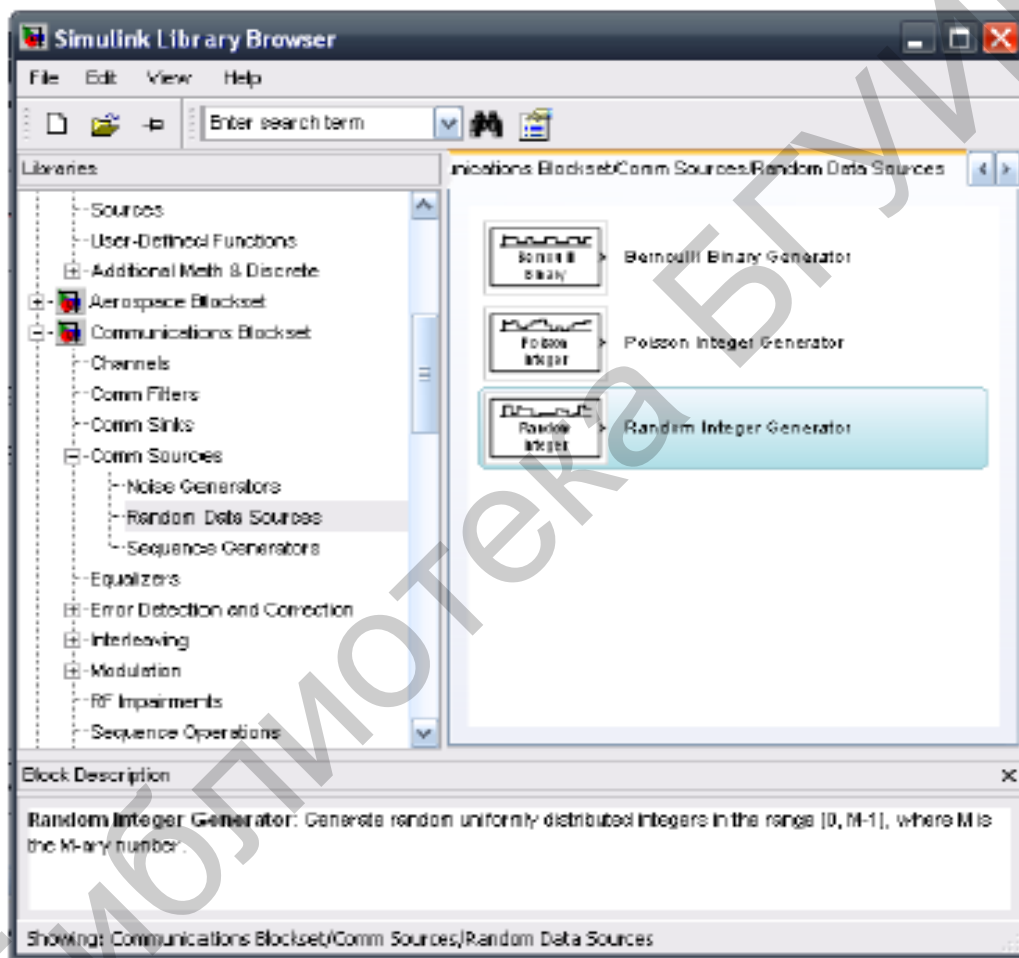 Simulink Library Browser
File Edit View Help
Enter search term
Libraries
nications Blockset/Comm Sources/Random Data Sources
Sources
User-Defined Functions
Additional Math & Discrete
Aerospace Blockset
Communications Blockset
Channels
Comm Filters
Comm Sinks
Comm Sources
Noise Generators
Random Data Sources
Sequence Generators
Equalizers
Error Detection and Correction
Interleaving
Modulation
RF Impairments
Sequence Operations
Bernoulli
Binary
Bernoulli Binary Generator
Poisson
Integer
Poisson Integer Generator
Random
Integer
Random Integer Generator
Block Description
Random Integer Generator: Generate random uniformly distributed integers in the range [0, M-1], where M is
the M-ary number.
Showing: Communications Blockset/Comm Sources/Random Data Sources
иблиотека БГУИ